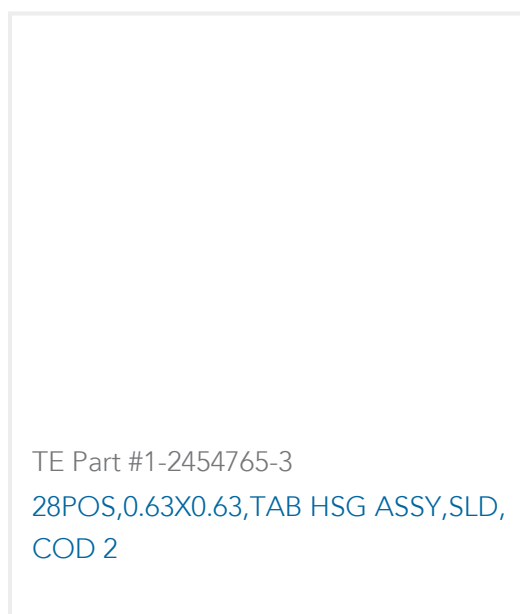 TE Part #1-2454765-3
28POS,0.63X0.63,TAB HSG ASSY,SLD,
COD 2